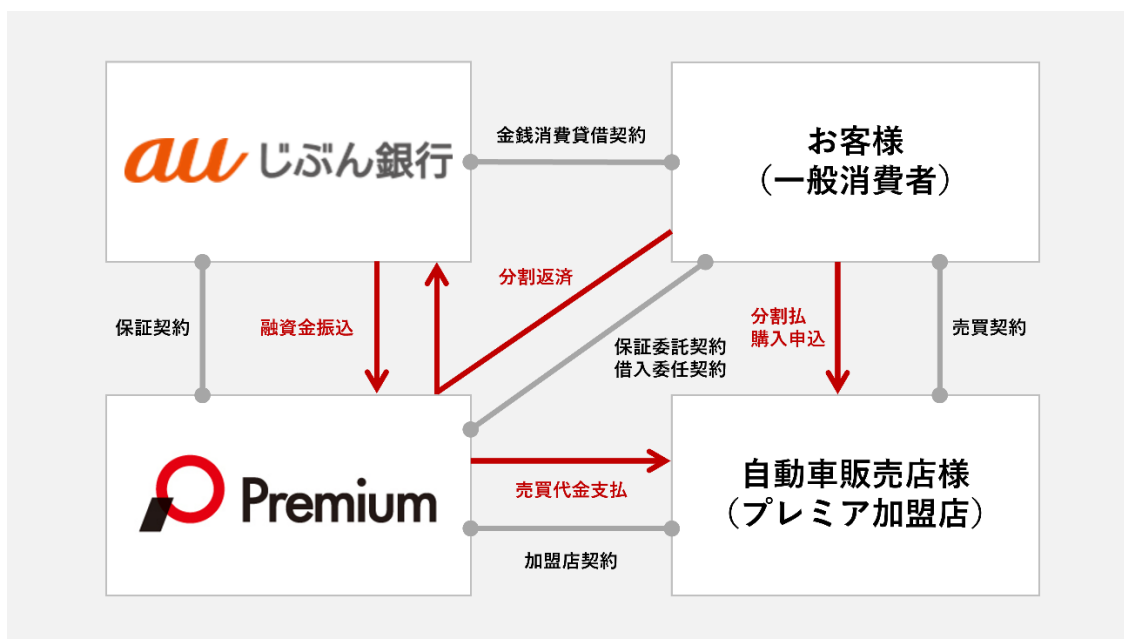 au じぶん銀行
金銭消費貸借契約
お客様
（一般消費者）
保証契約
融資金振込
分割返済
保証委託契約
借入委任契約
分割払
購入申込
売買契約
Premium
売買代金支払
加盟店契約
自動車販売店様
（プレミア加盟店）